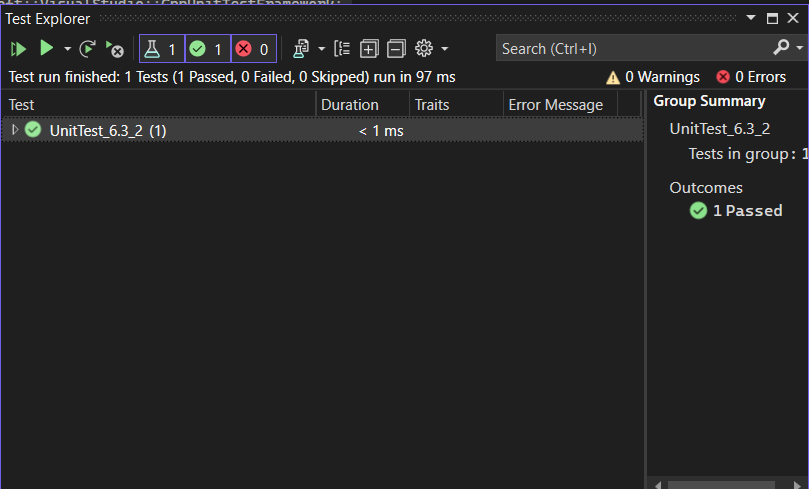 Test Explorer
1 1 0
Search (Ctrl+I)
Test run finished: 1 Tests (1 Passed, 0 Failed, 0 Skipped) run in 97 ms
0 Warnings
0 Errors
Test Duration Traits Error Message
UnitTest_6.3_2 (1) < 1 ms
Group Summary
UnitTest_6.3_2
Tests in group: 1
Outcomes
1 Passed